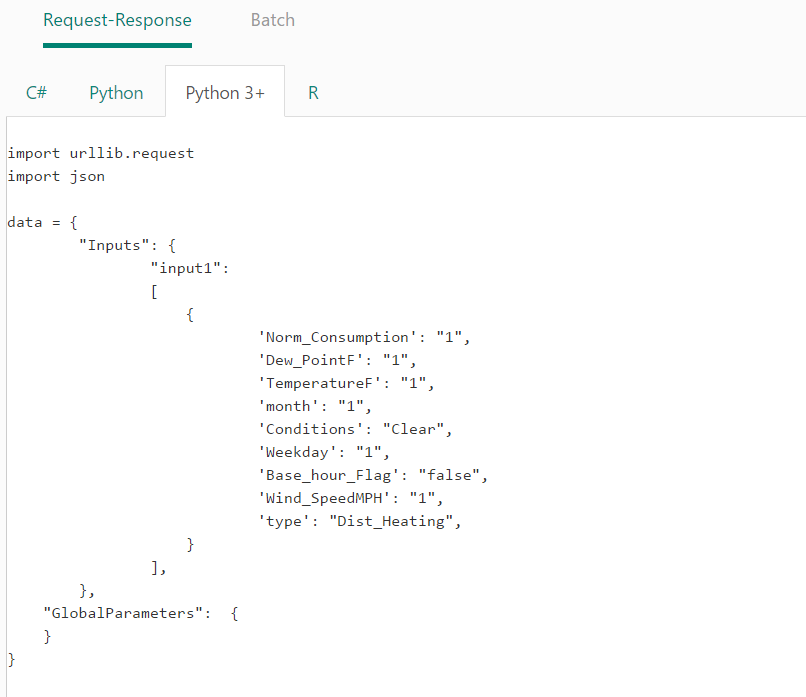 Request-Response Batch
C# Python Python 3+ R
import urllib.request
import json
data = {
"Inputs": {
"input1":
[
{
'Norm_Consumption': "1",
'Dew_PointF': "1",
'TemperatureF': "1",
'month': "1",
'Conditions': "Clear",
'Weekday': "1",
'Base_hour_Flag': "false",
'Wind_SpeedMPH': "1",
'type': "Dist_Heating",
}
],
},
"GlobalParameters":  {
}
}